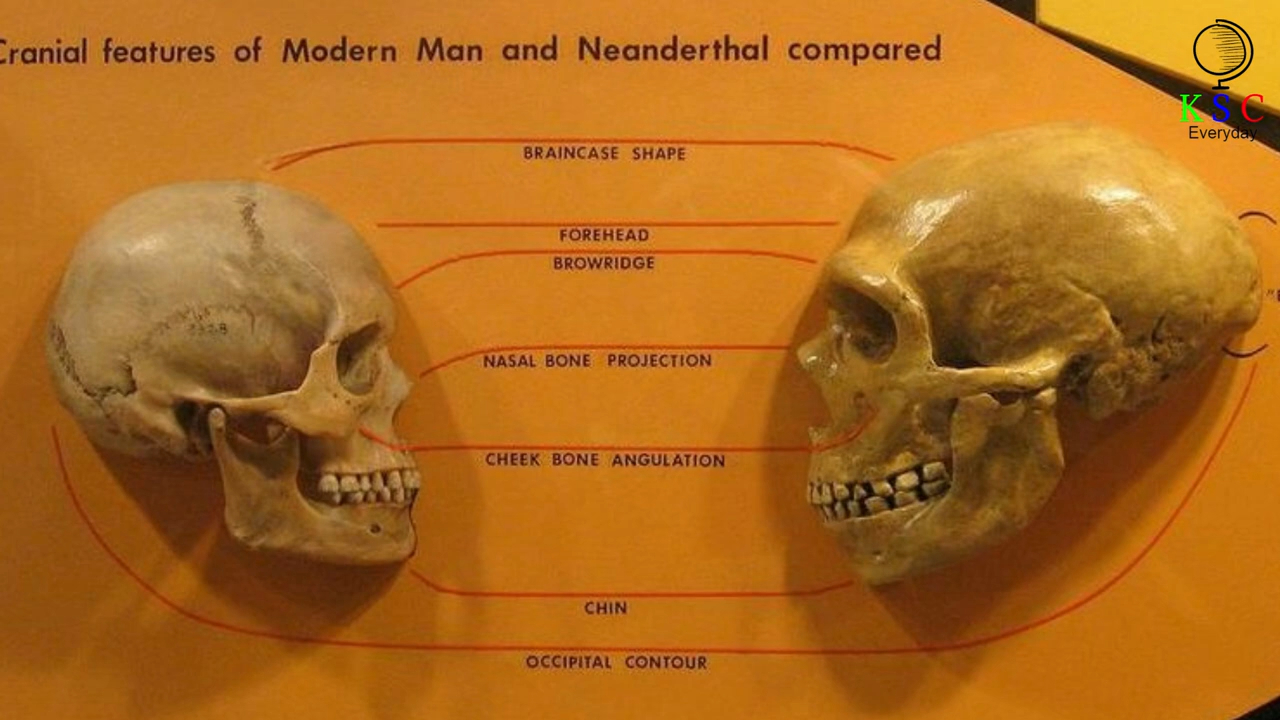 Cranial features of Modern Man and Neanderthal compared
K S C
Everyday
BRAINCASE SHAPE
FOREHEAD
BROWRIDGE
NASAL BONE PROJECTION
CHEEK BONE ANGULATION
CHIN
OCCIPITAL CONTOUR